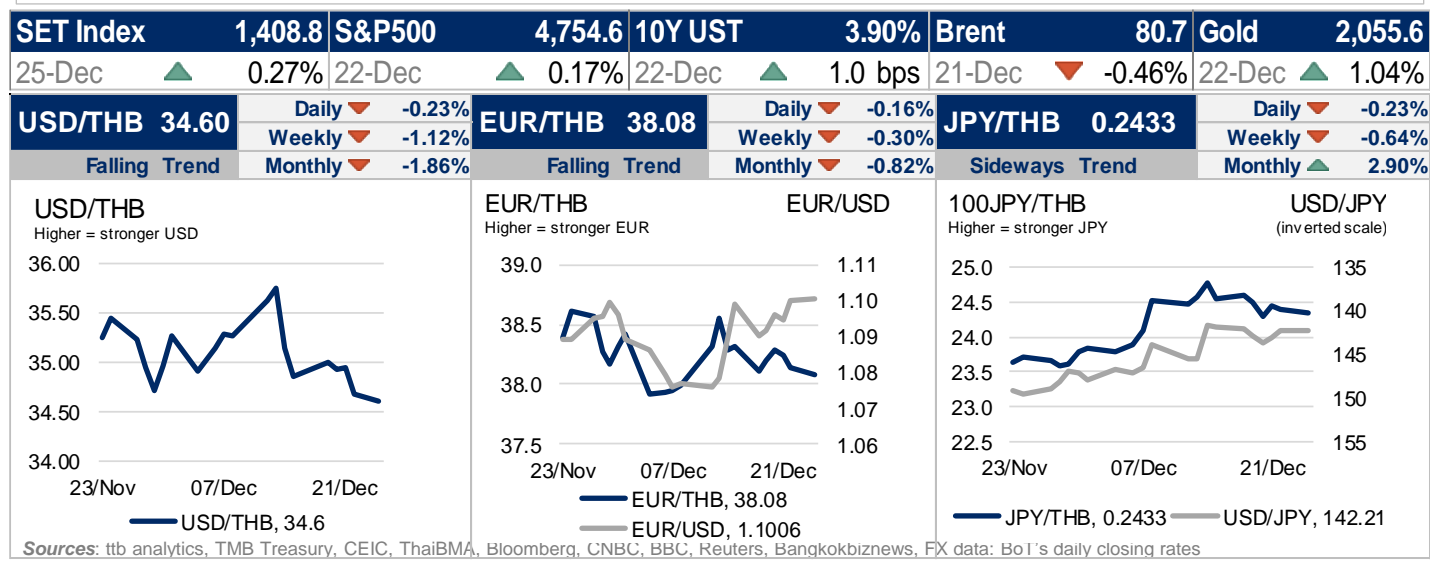 SET Index 1,408.8 S&P500 4,754.6 10Y UST 3.90% Brent 80.7 Gold 2,055.6
25-Dec 0.27% 22-Dec 0.17% 22-Dec 1.0 bps 21-Dec -0.46% 22-Dec 1.04%
USD/THB 34.60
Daily -0.23%
Weekly -1.12%
Falling Trend Monthly -1.86%
EUR/THB 38.08
Daily -0.16%
Weekly -0.30%
Falling Trend Monthly -0.82%
JPY/THB 0.2433
Daily -0.23%
Weekly -0.64%
Sideways Trend Monthly 2.90%
USD/THB
Higher = stronger USD
36.00
35.50
35.00
34.50
34.00
23/Nov 07/Dec 21/Dec
USD/THB, 34.6
EUR/THB EUR/USD
Higher = stronger EUR
39.0 1.11
1.10
38.5 1.09
38.0 1.08
1.07
37.5 1.06
23/Nov 07/Dec 21/Dec
EUR/THB, 38.08
EUR/USD, 1.1006
100JPY/THB USD/JPY
Higher = stronger JPY (inverted scale)
25.0 135
24.5 140
24.0
23.5 145
23.0 150
22.5 155
23/Nov 07/Dec 21/Dec
JPY/THB, 0.2433 USD/JPY, 142.21
Sources: ttb analytics, TMB Treasury, CEIC, ThaiBMA, Bloomberg, CNBC, BBC, Reuters, Bangkokbiznews, FX data: BoT's daily closing rates